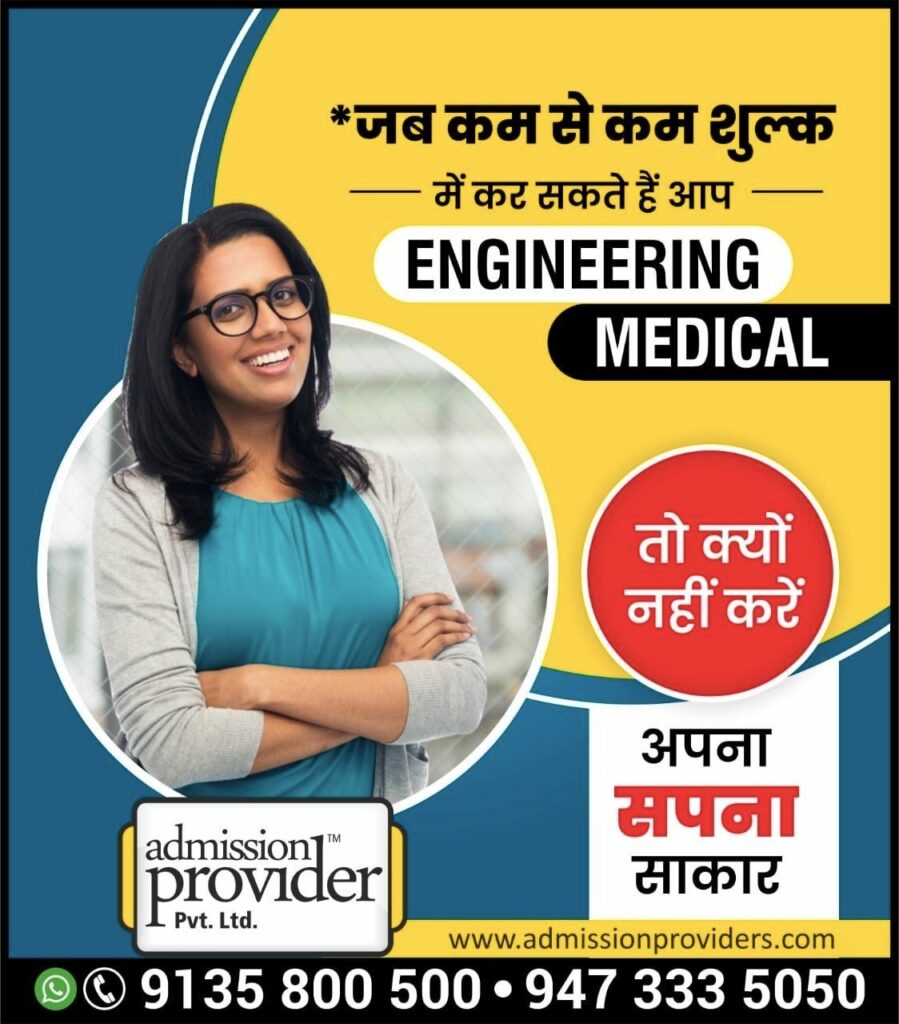 *जब कम से कम शुल्क
में कर सकते हैं आप
ENGINEERING
MEDICAL
तो क्यों
नहीं करें
अपना
सपना
साकार
admission™
provider
Pvt. Ltd.
www.admissionproviders.com
9135 800 500 • 947 333 5050